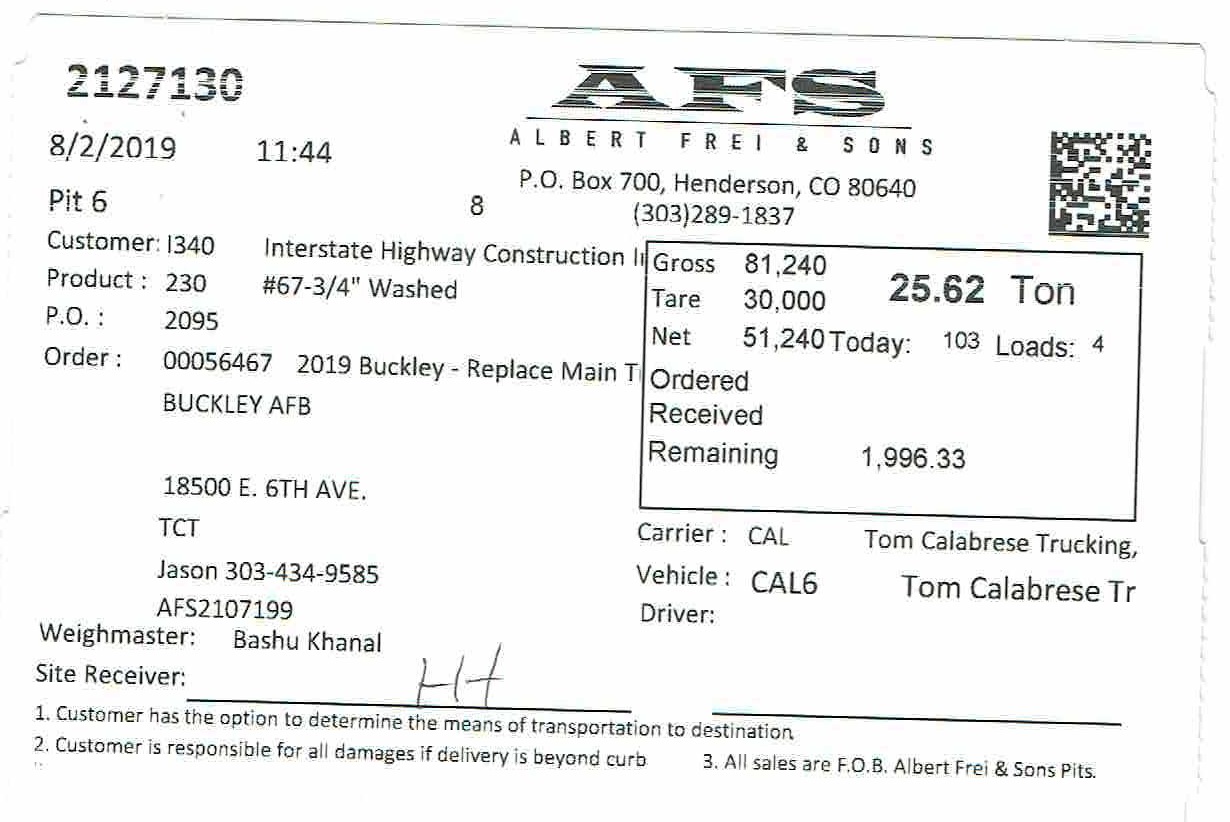 2127130
AFS
ALBERT FREI & SONS
8/2/2019 11:44
P.O. Box 700, Henderson, CO 80640
Pit 6 8
(303)289-1837
Customer: I340 Interstate Highway Construction I
Product : 230 #67-3/4" Washed
P.O. : 2095
Order : 00056467 2019 Buckley - Replace Main T
BUCKLEY AFB
18500 E. 6TH AVE.
TCT
Jason 303-434-9585
AFS2107199
Gross 81,240 25.62 Ton
Tare 30,000
Net 51,240 Today: 103 Loads: 4
Ordered
Received
Remaining 1,996.33
Carrier : CAL Tom Calabrese Trucking,
Vehicle : CAL6 Tom Calabrese Tr
Driver:
Weighmaster: Bashu Khanal
Site Receiver: HH
1. Customer has the option to determine the means of transportation to destination
2. Customer is responsible for all damages if delivery is beyond curb
3. All sales are F.O.B. Albert Frei & Sons Pits.